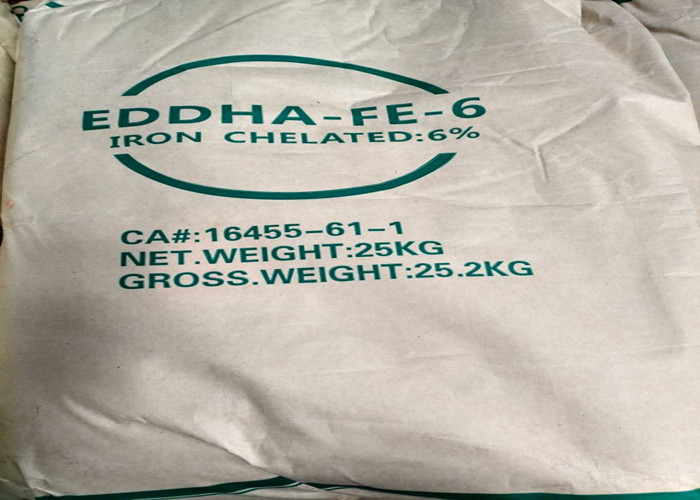 EDDHA-FE-6
IRON CHELATED:6%
CA#:16455-61-1
NET.WEIGHT:25KG
GROSS.WEIGHT:25.2KG